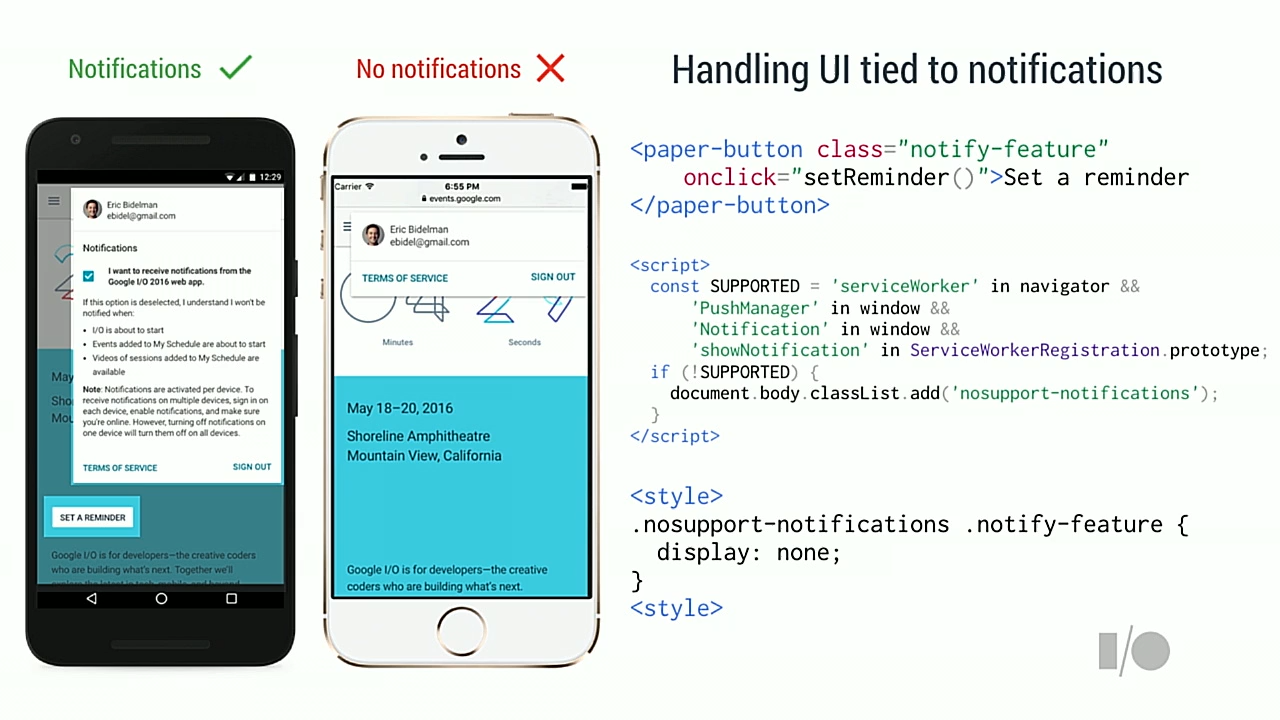 Notifications
No notifications
Handling UI tied to notifications
12:29
Eric Bidelman
ebidel@gmail.com
Notifications
I want to receive notifications from the
Google I/O 2016 web app.
If this option is deselected, I understand I won't be
notified when:
• I/O is about to start
• Events added to My Schedule are about to start
• Videos of sessions added to My Schedule are
available
Note: Notifications are activated per device. To
receive notifications on multiple devices, sign in on
each device, enable notifications, and make sure
you're online. However, turning off notifications on
one device will turn them off on all devices.
TERMS OF SERVICE
SIGN OUT
May
Sho
Mou
SET A REMINDER
Google I/O is for developers—the creative coders
who are building what's next. Together we'll
Carrier
6:55 PM
events.google.com
Eric Bidelman
ebidel@gmail.com
TERMS OF SERVICE
SIGN OUT
Minutes
Seconds
May 18–20, 2016
Shoreline Amphitheatre
Mountain View, California
Google I/O is for developers—the creative
coders who are building what's next.
<paper-button class="notify-feature"
onclick="setReminder()">Set a reminder
</paper-button>
<script>
const SUPPORTED = 'serviceWorker' in navigator &&
'PushManager' in window &&
'Notification' in window &&
'showNotification' in ServiceWorkerRegistration.prototype;
if (!SUPPORTED) {
document.body.classList.add('nosupport-notifications');
}
</script>
<style>
.nosupport-notifications .notify-feature {
display: none;
}
<style>
I/O